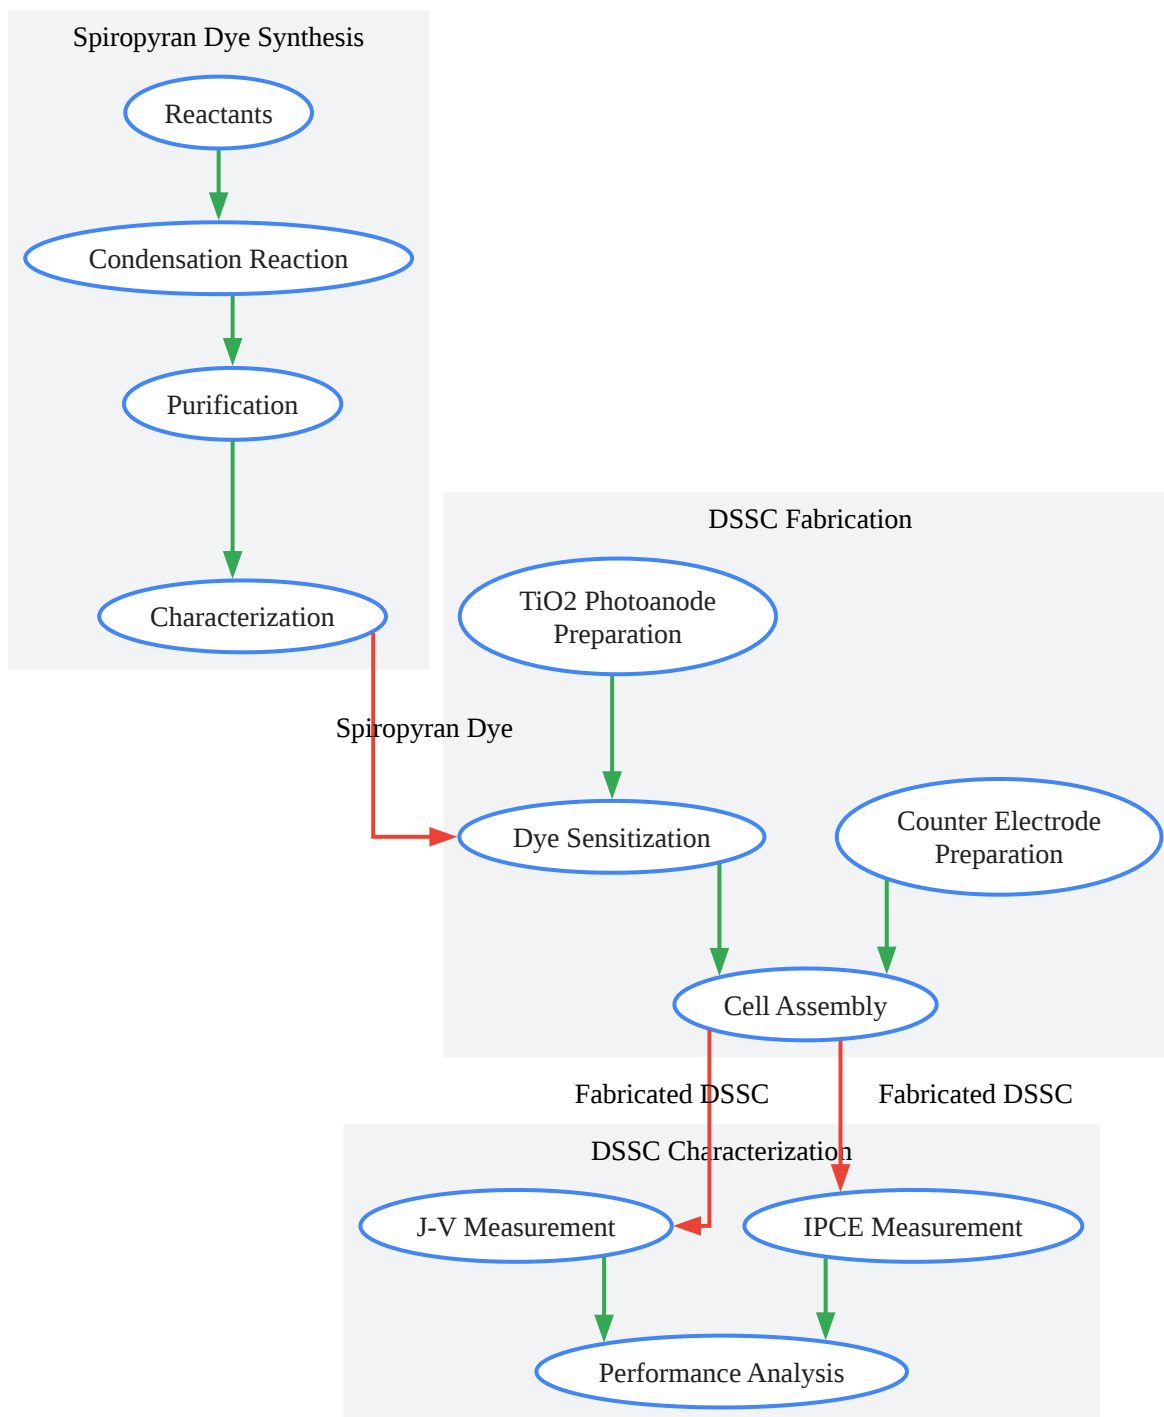 Spiropyran Dye Synthesis
Reactants
Condensation Reaction
Purification
Characterization
Spiropyran Dye
DSSC Fabrication
TiO2 Photoanode
Preparation
Dye Sensitization
Counter Electrode
Preparation
Cell Assembly
Fabricated DSSC
Fabricated DSSC
DSSC Characterization
J-V Measurement
IPCE Measurement
Performance Analysis